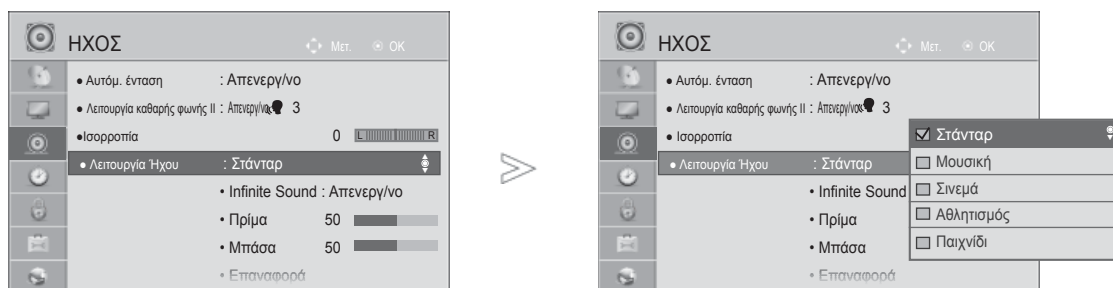 ΗΧΟΣ
Μετ. OK
• Αυτόμ. ένταση : Απενεργ/νο
• Λειτουργία καθαρής φωνής II : Απενεργ/νο 3
•Ισορροπία 0 L R
• Λειτουργία Ήχου : Στάνταρ
• Infinite Sound : Απενεργ/νο
• Πρίμα 50
• Μπάσα 50
• Επαναφορά
ΗΧΟΣ
Μετ. OK
• Αυτόμ. ένταση : Απενεργ/νο
• Λειτουργία καθαρής φωνής II : Απενεργ/νο 3
• Ισορροπία
• Λειτουργία Ήχου : Στάνταρ
• Infinite Sound
• Πρίμα
• Μπάσα
• Επαναφορά
Στάνταρ
Μουσική
Σινεμά
Αθλητισμός
Παιχνίδι